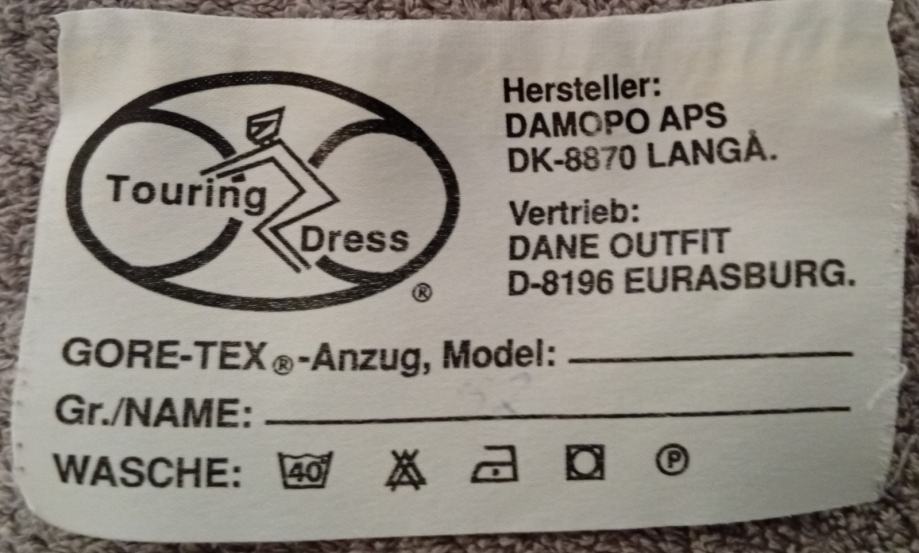 Touring
Dress
®
Hersteller:
DAMOPO APS
DK-8870 LANGÅ.
Vertrieb:
DANE OUTFIT
D-8196 EURASBURG.
GORE-TEX®-Anzug, Model:
Gr./NAME:
WASCHE: 40° P